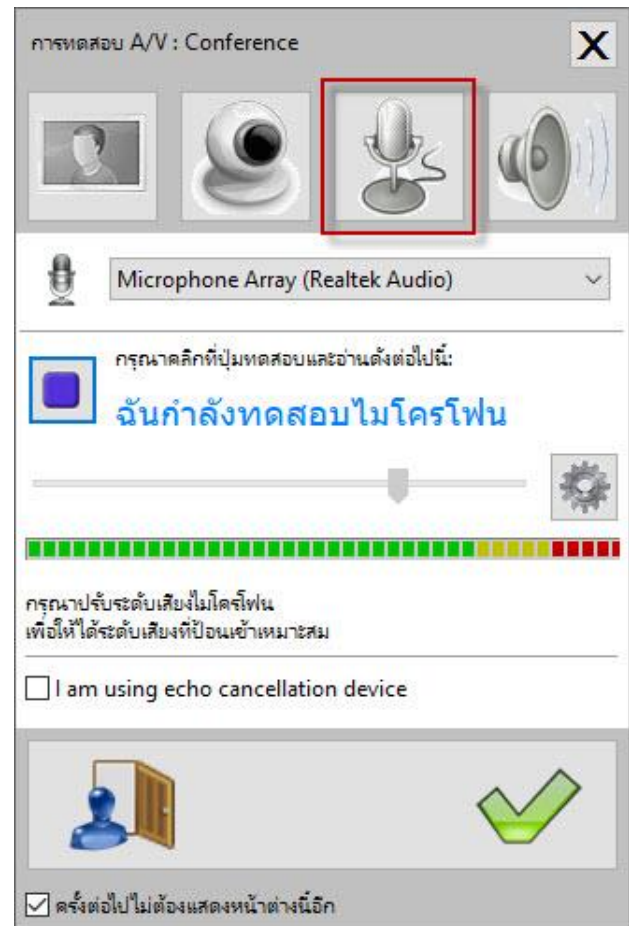 การทดสอบ A/V : Conference
X
Microphone Array (Realtek Audio)
กรุณาคลิกที่ปุ่มทดสอบและอ่านดังต่อไปนี้:
ฉันกำลังทดสอบไมโครโฟน
กรุณาปรับระดับเสียงไมโครโฟน
เพื่อให้ได้ระดับเสียงที่ป้อนเข้าเหมาะสม
I am using echo cancellation device
ครั้งต่อไปไม่ต้องแสดงหน้าต่างนี้อีก